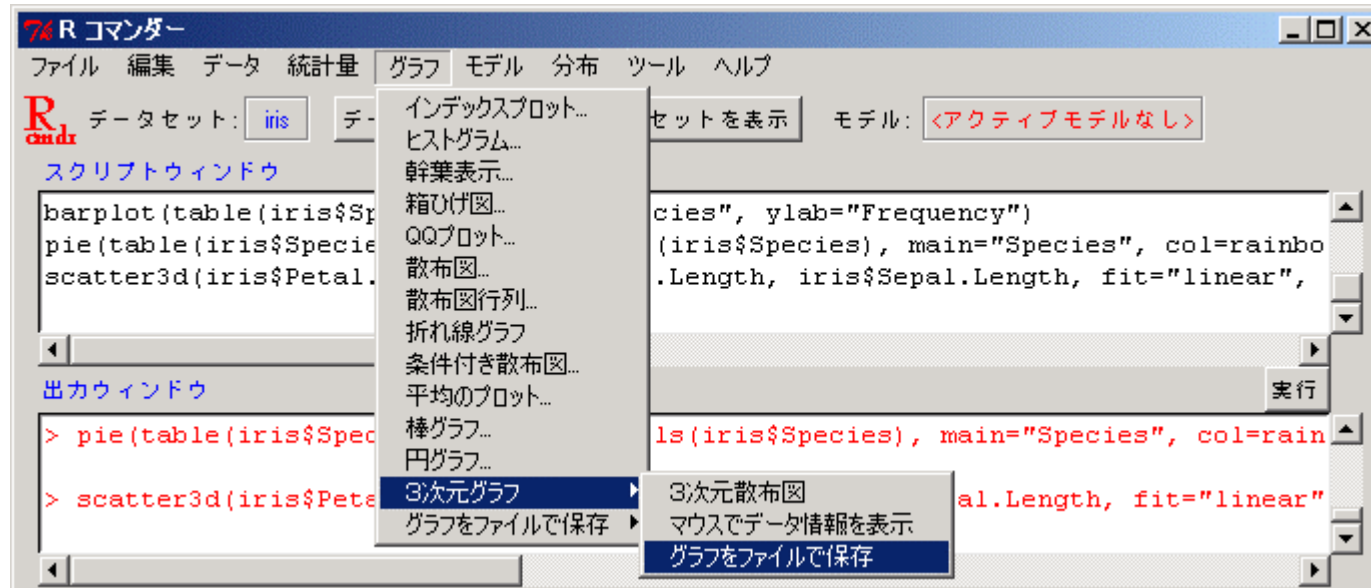 R コマンダー
ファイル 編集 データ 統計量 グラフ モデル 分布 ツール ヘルプ
R cmdr データセット: iris デー セットを表示 モデル: <アクティブモデルなし>
スクリプトウィンドウ
barplot(table(iris$Sp cies", ylab="Frequency")
pie(table(iris$Specie (iris$Species), main="Species", col=rainbo
scatter3d(iris$Petal. .Length, iris$Sepal.Length, fit="linear",
インデックスプロット...
ヒストグラム...
幹葉表示...
箱ひげ図...
QQプロット...
散布図...
散布図行列...
折れ線グラフ
条件付き散布図...
平均のプロット...
棒グラフ...
円グラフ...
3次元グラフ
グラフをファイルで保存
3次元散布図
マウスでデータ情報を表示
グラフをファイルで保存
出力ウィンドウ
実行
> pie(table(iris$Spec ls(iris$Species), main="Species", col=rain
> scatter3d(iris$Peta al.Length, fit="linear"